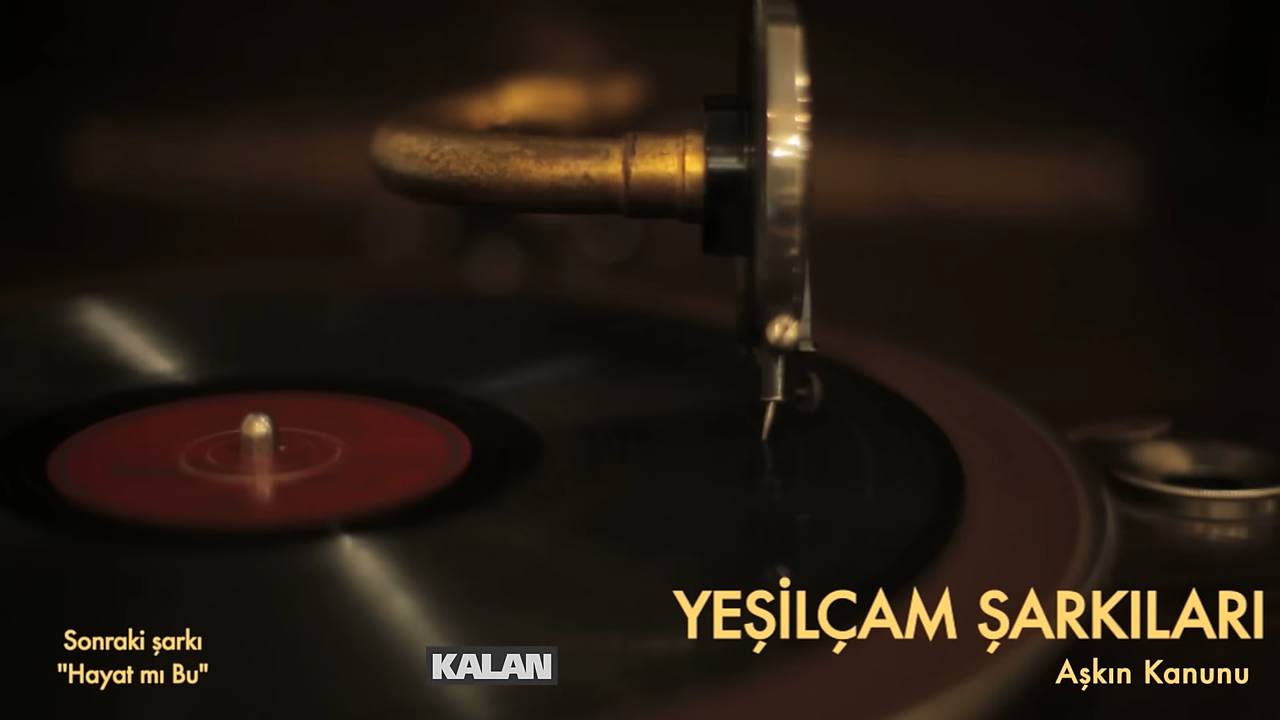 YEŞİLÇAM ŞARKILARI
Aşkın Kanunu
Sonraki şarkı
"Hayat mı Bu"
KALAN